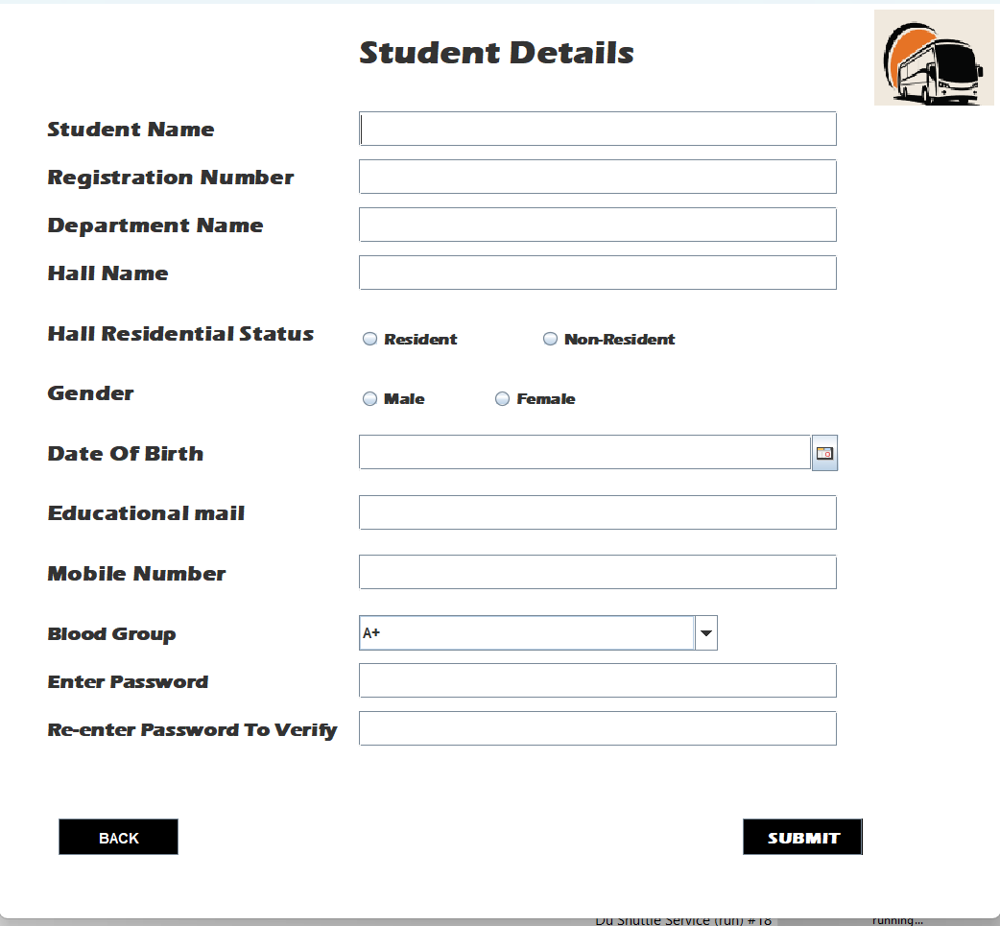 Student Details
Student Name
Registration Number
Department Name
Hall Name
Hall Residential Status
Resident
Non-Resident
Gender
Male
Female
Date Of Birth
Educational mail
Mobile Number
Blood Group
A+
Enter Password
Re-enter Password To Verify
BACK
SUBMIT
Du Shuttle Service (run) #18
running...